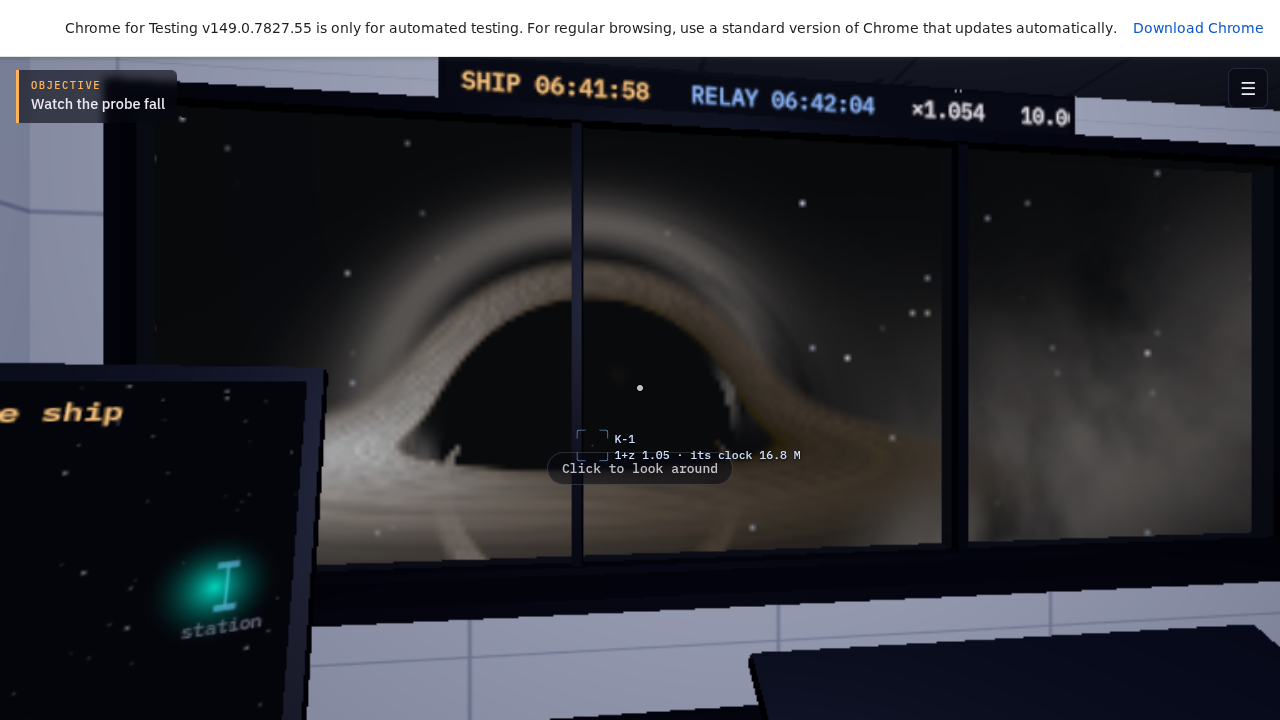 Chrome for Testing v149.0.7827.55 is only for automated testing. For regular browsing, use a standard version of Chrome that updates automatically. Download Chrome
OBJECTIVE
Watch the probe fall
SHIP 06:41:58 RELAY 06:42:04 ×1.054 10.0
K-1
1+z 1.05 · its clock 16.8 M
Click to look around
e ship
station